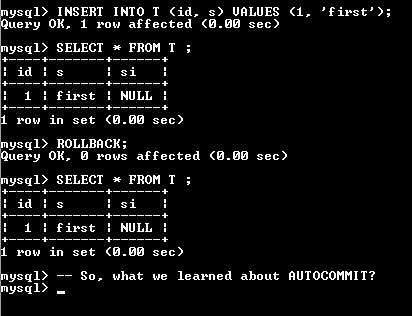 mysql> INSERT INTO T (id, s) VALUES (1, 'first');
Query OK, 1 row affected (0.00 sec)
mysql> SELECT * FROM T ;
+----+-------+------+
| id | s     | si   |
+----+-------+------+
|  1 | first | NULL |
+----+-------+------+
1 row in set (0.00 sec)
mysql> ROLLBACK;
Query OK, 0 rows affected (0.00 sec)
mysql> SELECT * FROM T ;
+----+-------+------+
| id | s     | si   |
+----+-------+------+
|  1 | first | NULL |
+----+-------+------+
1 row in set (0.00 sec)
mysql> -- So, what we learned about AUTOCOMMIT?
mysql> _